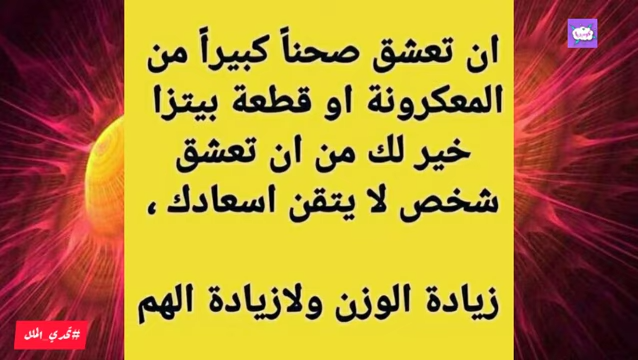 ان تعشق صحناً كبيراً من
المعكرونة او قطعة بيتزا
خير لك من ان تعشق
شخص لا يتقن اسعادك ،
زيادة الوزن ولازيادة الهم
#تحدي_الملل